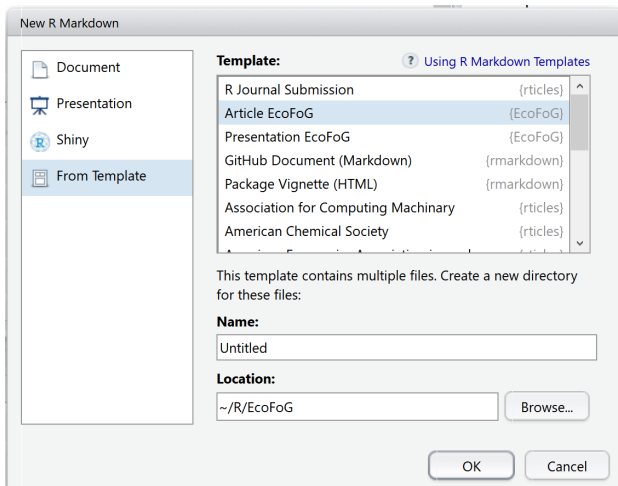 New R Markdown
Document
Presentation
Shiny
From Template
Template:
? Using R Markdown Templates
R Journal Submission {rticles}
Article EcoFoG {EcoFoG}
Presentation EcoFoG {EcoFoG}
GitHub Document (Markdown) {rmarkdown}
Package Vignette (HTML) {rmarkdown}
Association for Computing Machinary {rticles}
American Chemical Society {rticles}
This template contains multiple files. Create a new directory
for these files:
Name:
Untitled
Location:
~/R/EcoFoG
Browse...
OK
Cancel